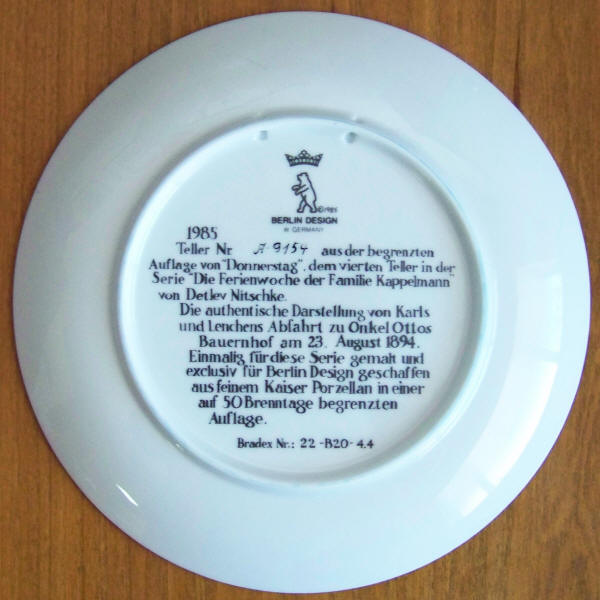 ©1985
BERLIN DESIGN
W. GERMANY
1985
Teller Nr A 9154 aus der begrenzten
Auflage von "Donnerstag", dem vierten Teller in der
Serie "Die Ferienwoche der Familie Kappelmann"
von Detlev Nitschke.
Die authentische Darstellung von Karls
und Lenchens Abfahrt zu Onkel Ottos
Bauernhof am 23. August 1894.
Einmalig für diese Serie gemalt und
exclusiv für Berlin Design geschaffen
aus feinem Kaiser Porzellan in einer
auf 50 Brenntage begrenzten
Auflage.
Bradex Nr.: 22-B20-4.4